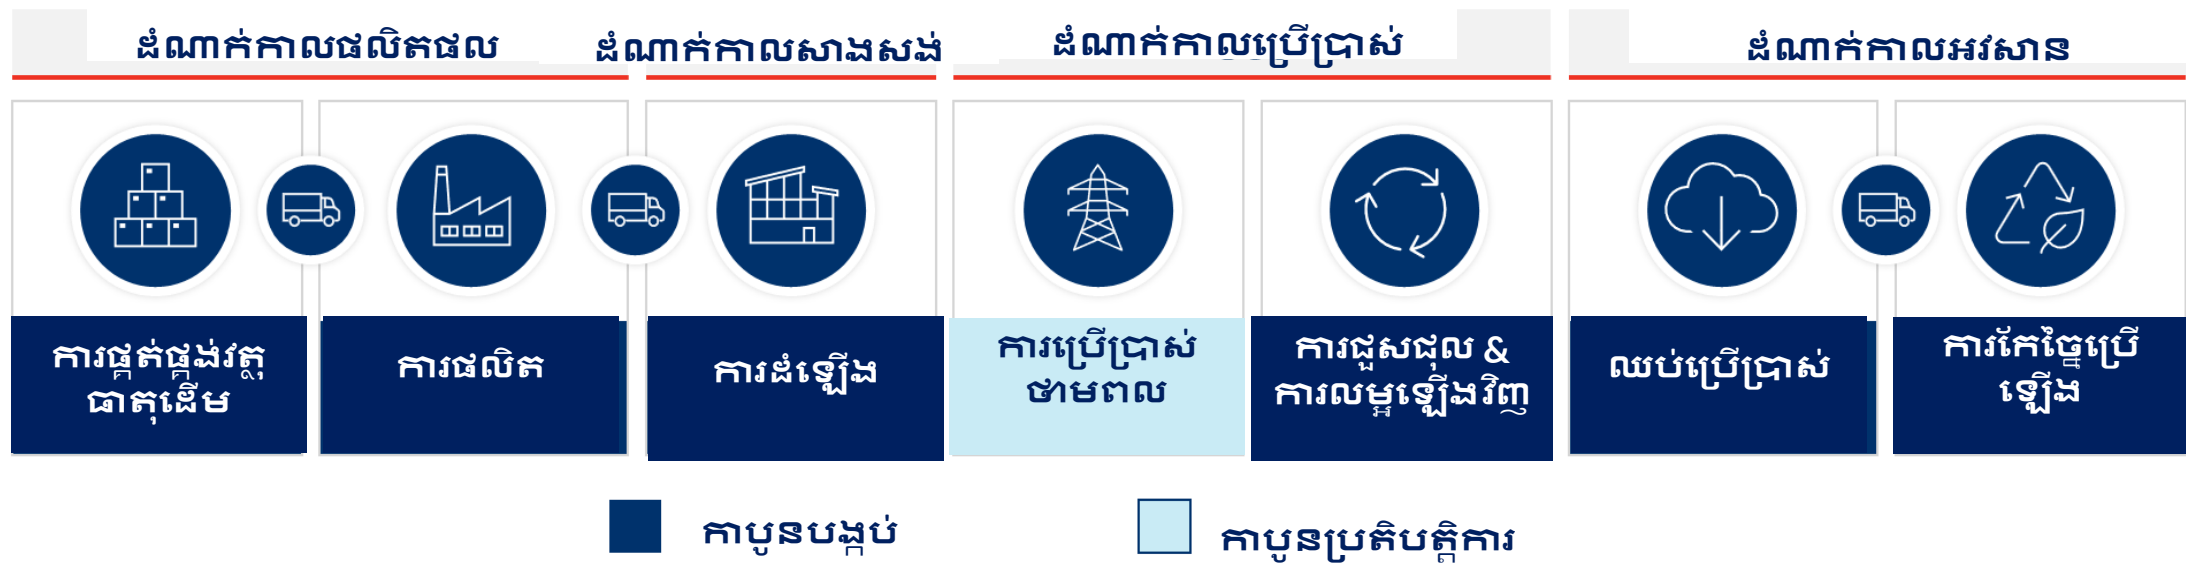 ដំណាក់កាលផលិតផល
ដំណាក់កាលសាងសង់
ដំណាក់កាលប្រើប្រាស់
ដំណាក់កាលអវសាន
ការផ្គត់ផ្គង់វត្ថុ
ធាតុដើម
ការផលិត
ការដំឡើង
ការប្រើប្រាស់
ថាមពល
ការជួសជុល &
ការលម្អឡើងវិញ
ឈប់ប្រើប្រាស់
ការកែច្នៃប្រើ
ឡើង
កាបូនបង្កប់
កាបូនប្រតិបត្តិការ